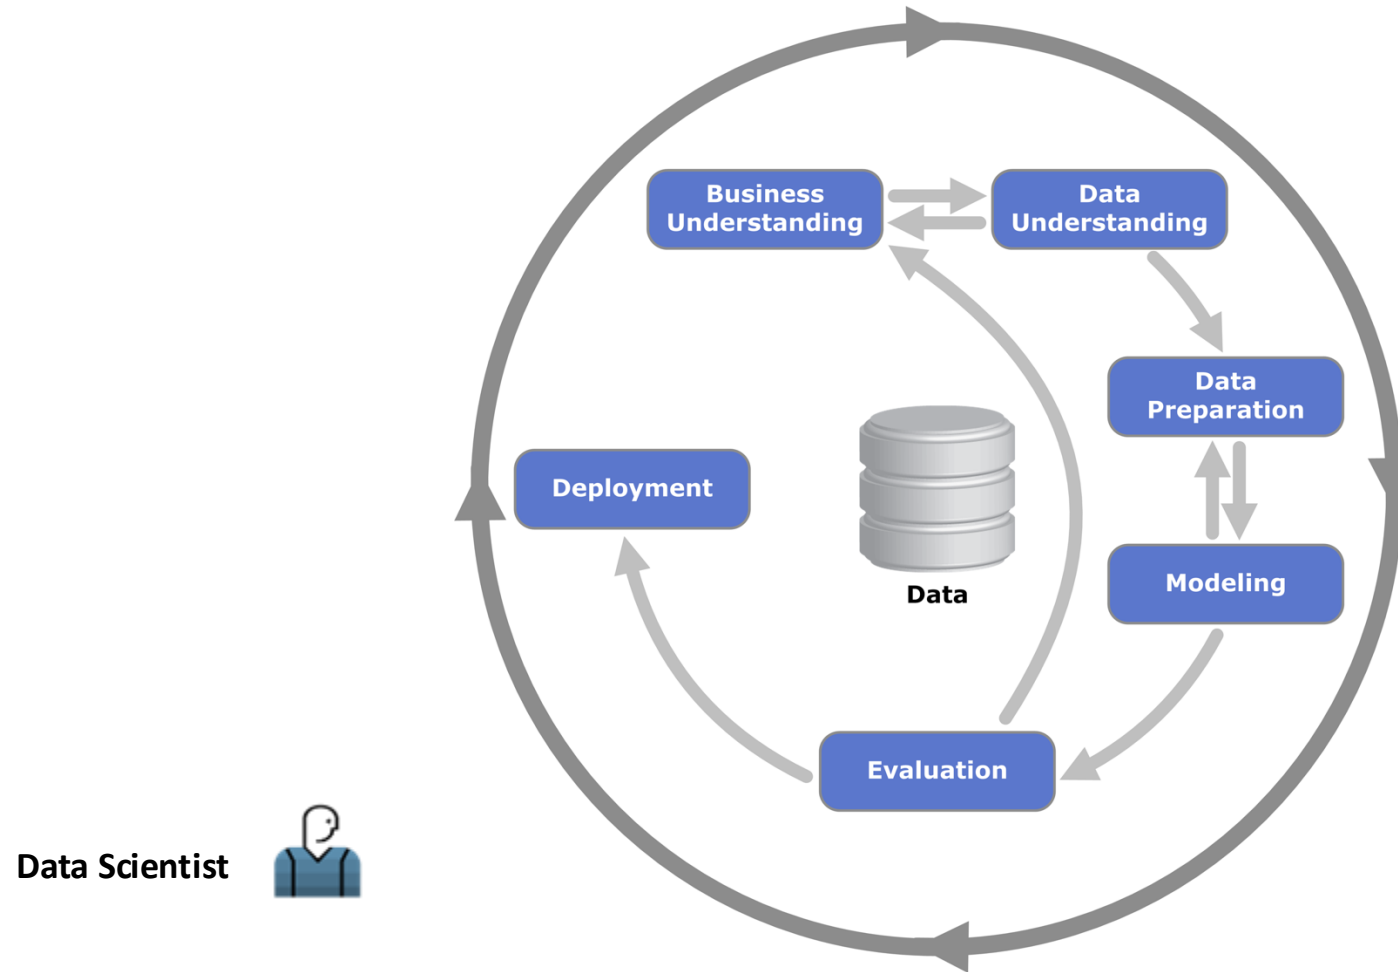 Business
Understanding
Data
Understanding
Data
Preparation
Deployment
Data
Modeling
Evaluation
Data Scientist